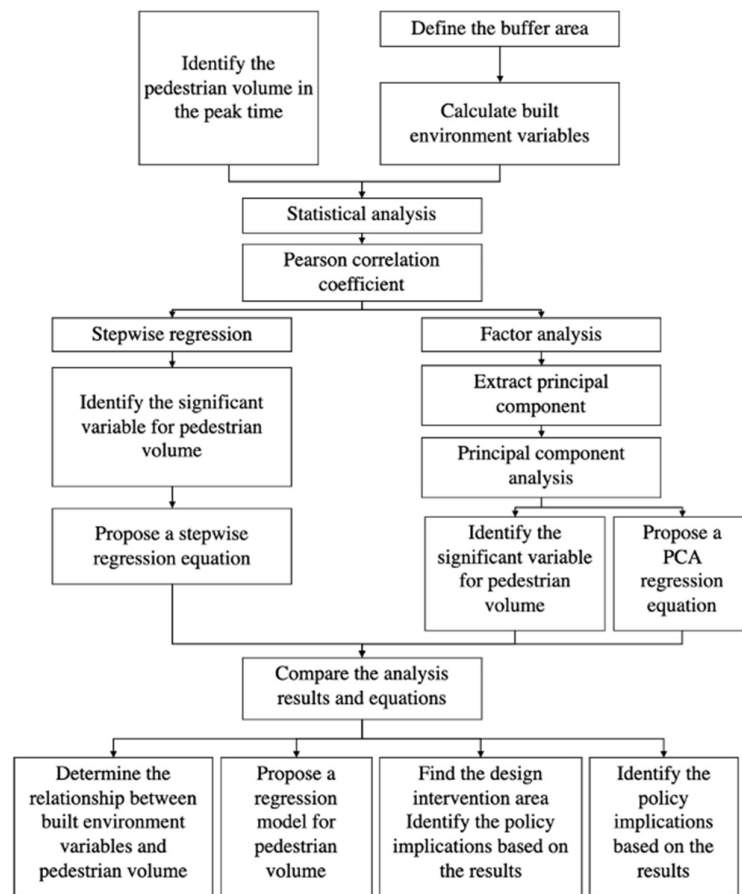 Identify the
pedestrian volume in
the peak time
Define the buffer area
Calculate built
environment variables
Statistical analysis
Pearson correlation
coefficient
Stepwise regression
Identify the significant
variable for pedestrian
volume
Propose a stepwise
regression equation
Factor analysis
Extract principal
component
Principal component
analysis
Identify the
significant variable
for pedestrian
volume
Propose a
PCA
regression
equation
Compare the analysis
results and equations
Determine the
relationship between
built environment
variables and
pedestrian volume
Propose a
regression
model for
pedestrian
volume
Find the design
intervention area
Identify the policy
implications based on
the results
Identify the
policy
implications
based on the
results